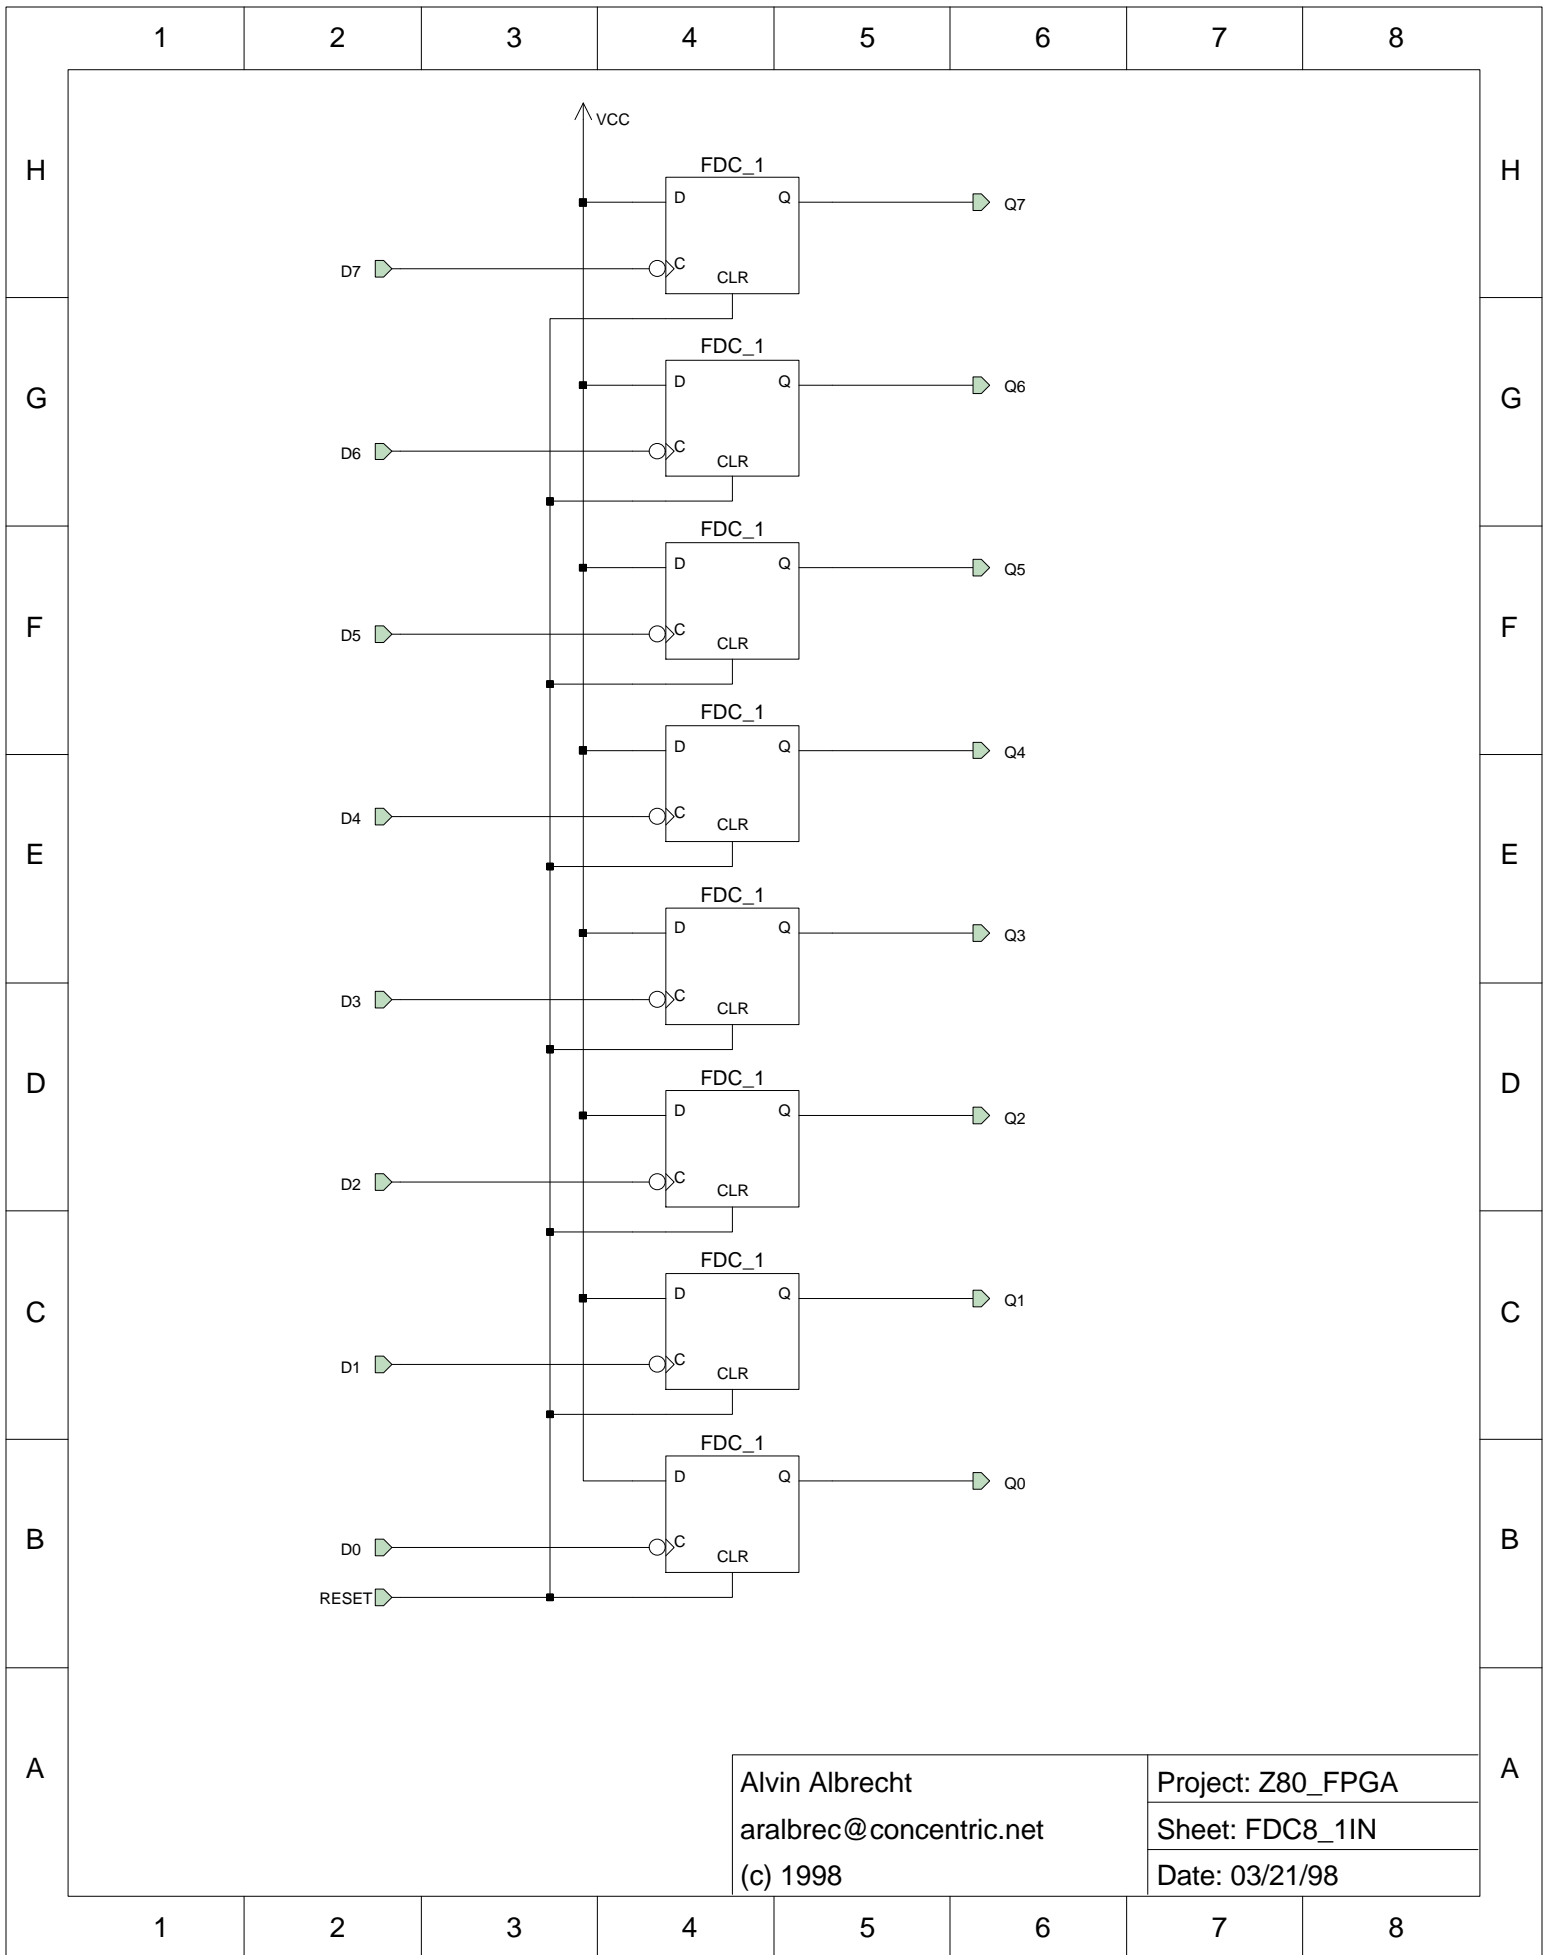 1 2 3 4 5 6 7 8
VCC
FDC_1
H H
D Q Q7
D7 C
CLR
FDC_1
D Q Q6
G G
D6 C
CLR
FDC_1
D Q Q5
F F
D5 C
CLR
FDC_1
D Q Q4
D4 C
CLR
E E
FDC_1
D Q Q3
D3 C
CLR
FDC_1
D D
D Q Q2
D2 C
CLR
FDC_1
D Q Q1
C C
D1 C
CLR
FDC_1
D Q Q0
B B
D0 C
CLR
RESET
A A
Alvin Albrecht Project: Z80_FPGA
aralbrec@concentric.net Sheet: FDC8_1IN
(c) 1998 Date: 03/21/98
1 2 3 4 5 6 7 8